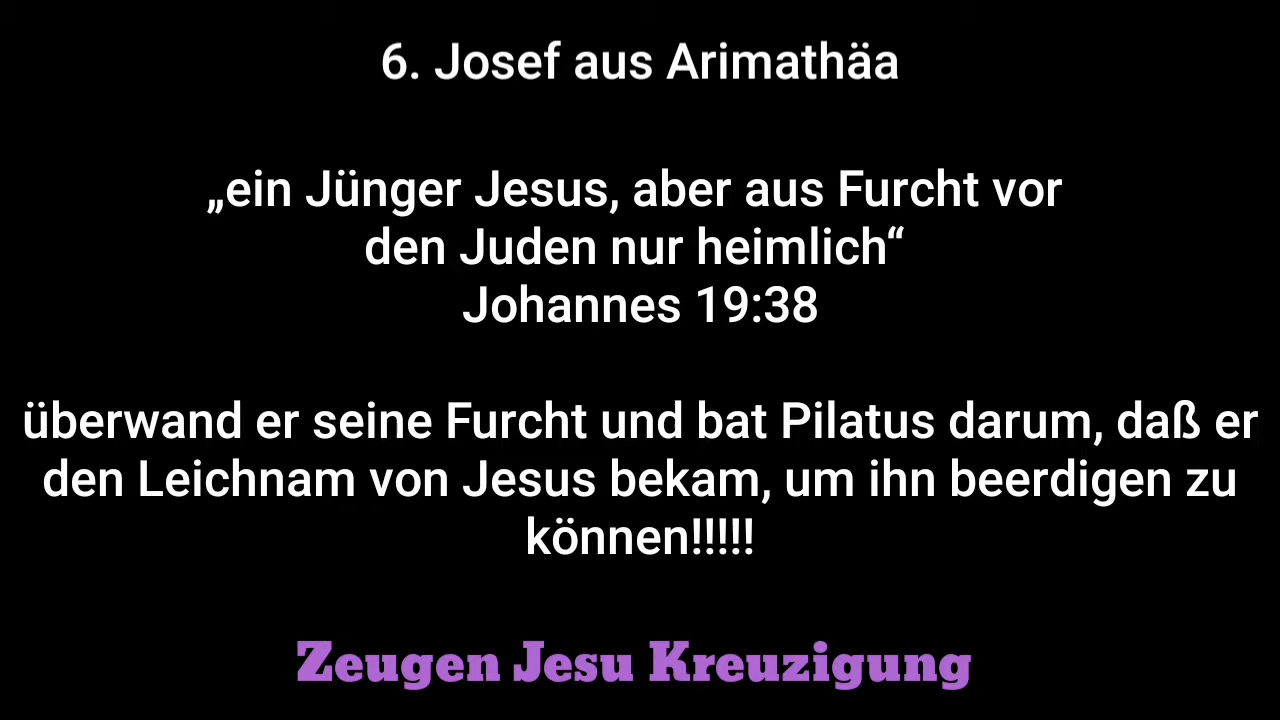 6. Josef aus Arimathäa
„ein Jünger Jesus, aber aus Furcht vor
den Juden nur heimlich“
Johannes 19:38
überwand er seine Furcht und bat Pilatus darum, daß er
den Leichnam von Jesus bekam, um ihn beerdigen zu
können!!!!!
Zeugen Jesu Kreuzigung